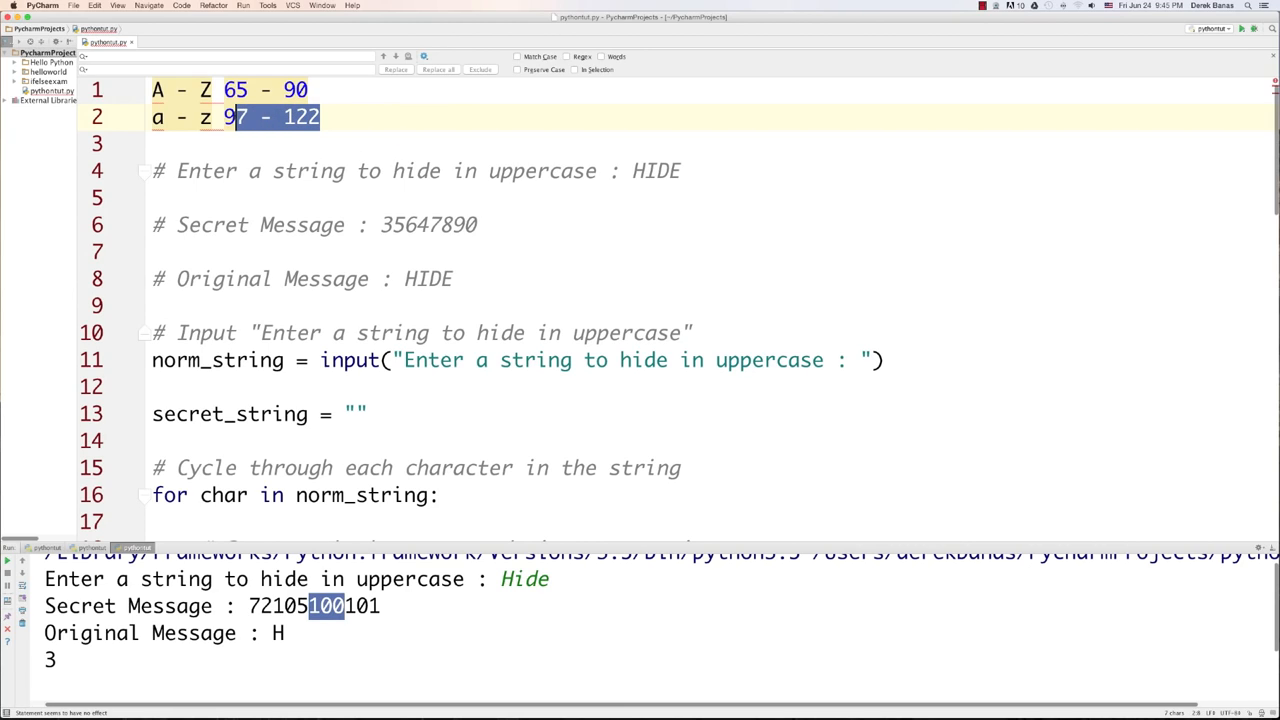 PyCharm File Edit View Navigate Code Refactor Run Tools VCS Window Help Fri Jun 24 9:45 PM Derek Banas
pythontut.py - PycharmProjects - [~/PycharmProjects]
PycharmProjects pythontut.py pythontut
pythontut.py
PycharmProject
Hello Python
helloworld
ifelseexam
pythontut.py
External Librarie
Match Case Regex Words
Replace Replace all Exclude Preserve Case In Selection
1 A - Z 65 - 90
2 a - z 97 - 122
3
4 # Enter a string to hide in uppercase : HIDE
5
6 # Secret Message : 35647890
7
8 # Original Message : HIDE
9
10 # Input "Enter a string to hide in uppercase"
11 norm_string = input("Enter a string to hide in uppercase : ")
12
13 secret_string = ""
14
15 # Cycle through each character in the string
16 for char in norm_string:
17
Run: pythontut pythontut pythontut
/Library/Frameworks/Python.framework/Versions/3.5/bin/python3.5 /Users/derekbanas/PycharmProjects/pytho
Enter a string to hide in uppercase : Hide
Secret Message : 72105100101
Original Message : H
3
Statement seems to have no effect 7 chars 2:8 LF÷ UTF-8÷